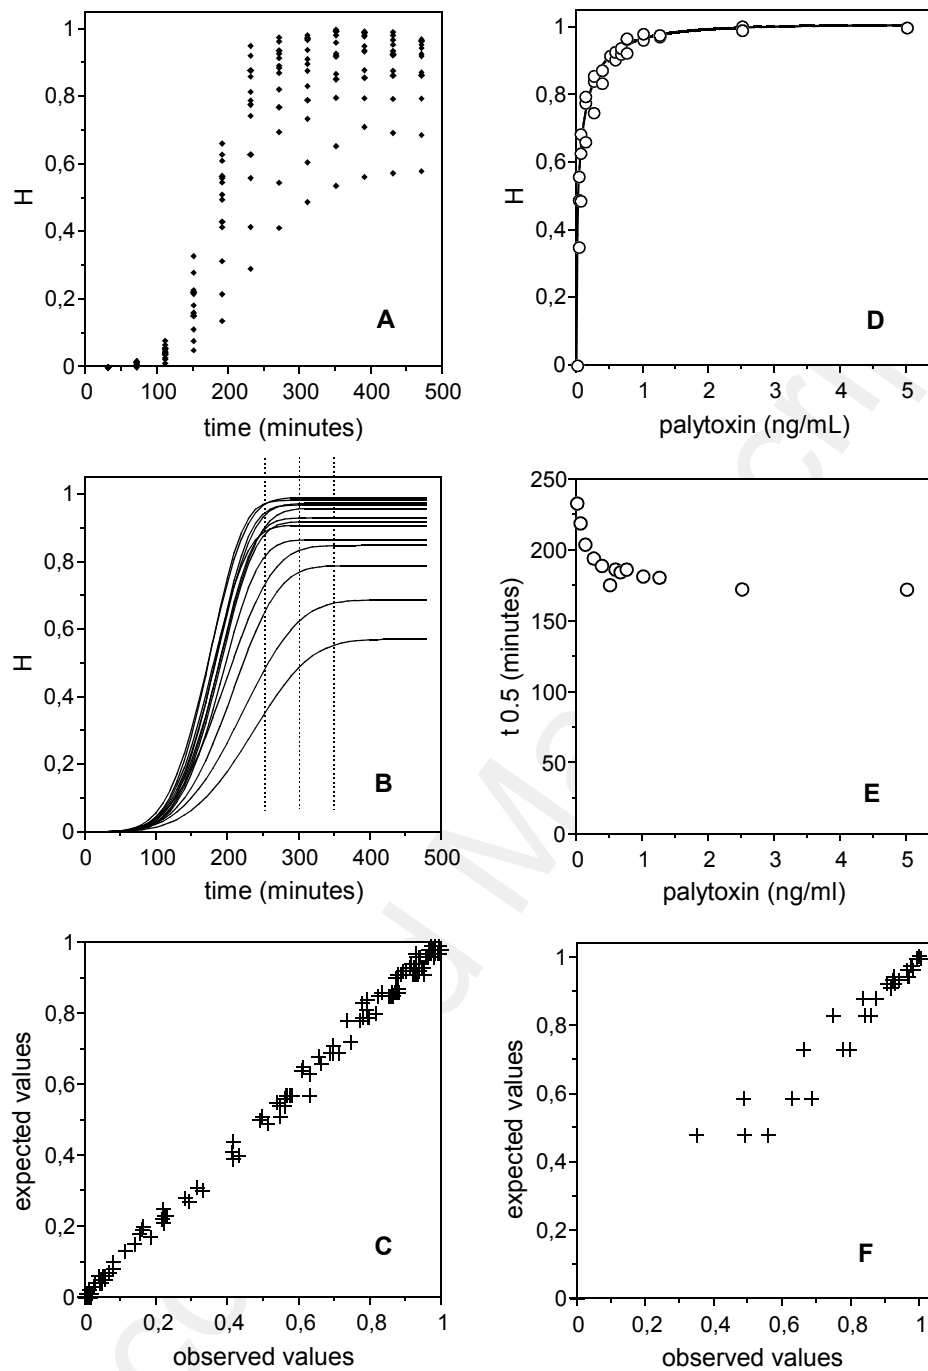 1
0,8
0,6
0,4
0,2
0
H
A
0 100 200 300 400 500
time (minutes)
1
0,8
0,6
0,4
0,2
0
H
D
0 1 2 3 4 5
palytoxin (ng/mL)
1
0,8
0,6
0,4
0,2
0
H
B
0 100 200 300 400 500
time (minutes)
250
200
150
100
50
0
t 0.5 (minutes)
E
0 1 2 3 4 5
palytoxin (ng/ml)
1
0,8
0,6
0,4
0,2
0
expected values
C
0 0,2 0,4 0,6 0,8 1
observed values
1
0,8
0,6
0,4
0,2
0
expected values
F
0 0,2 0,4 0,6 0,8 1
observed values